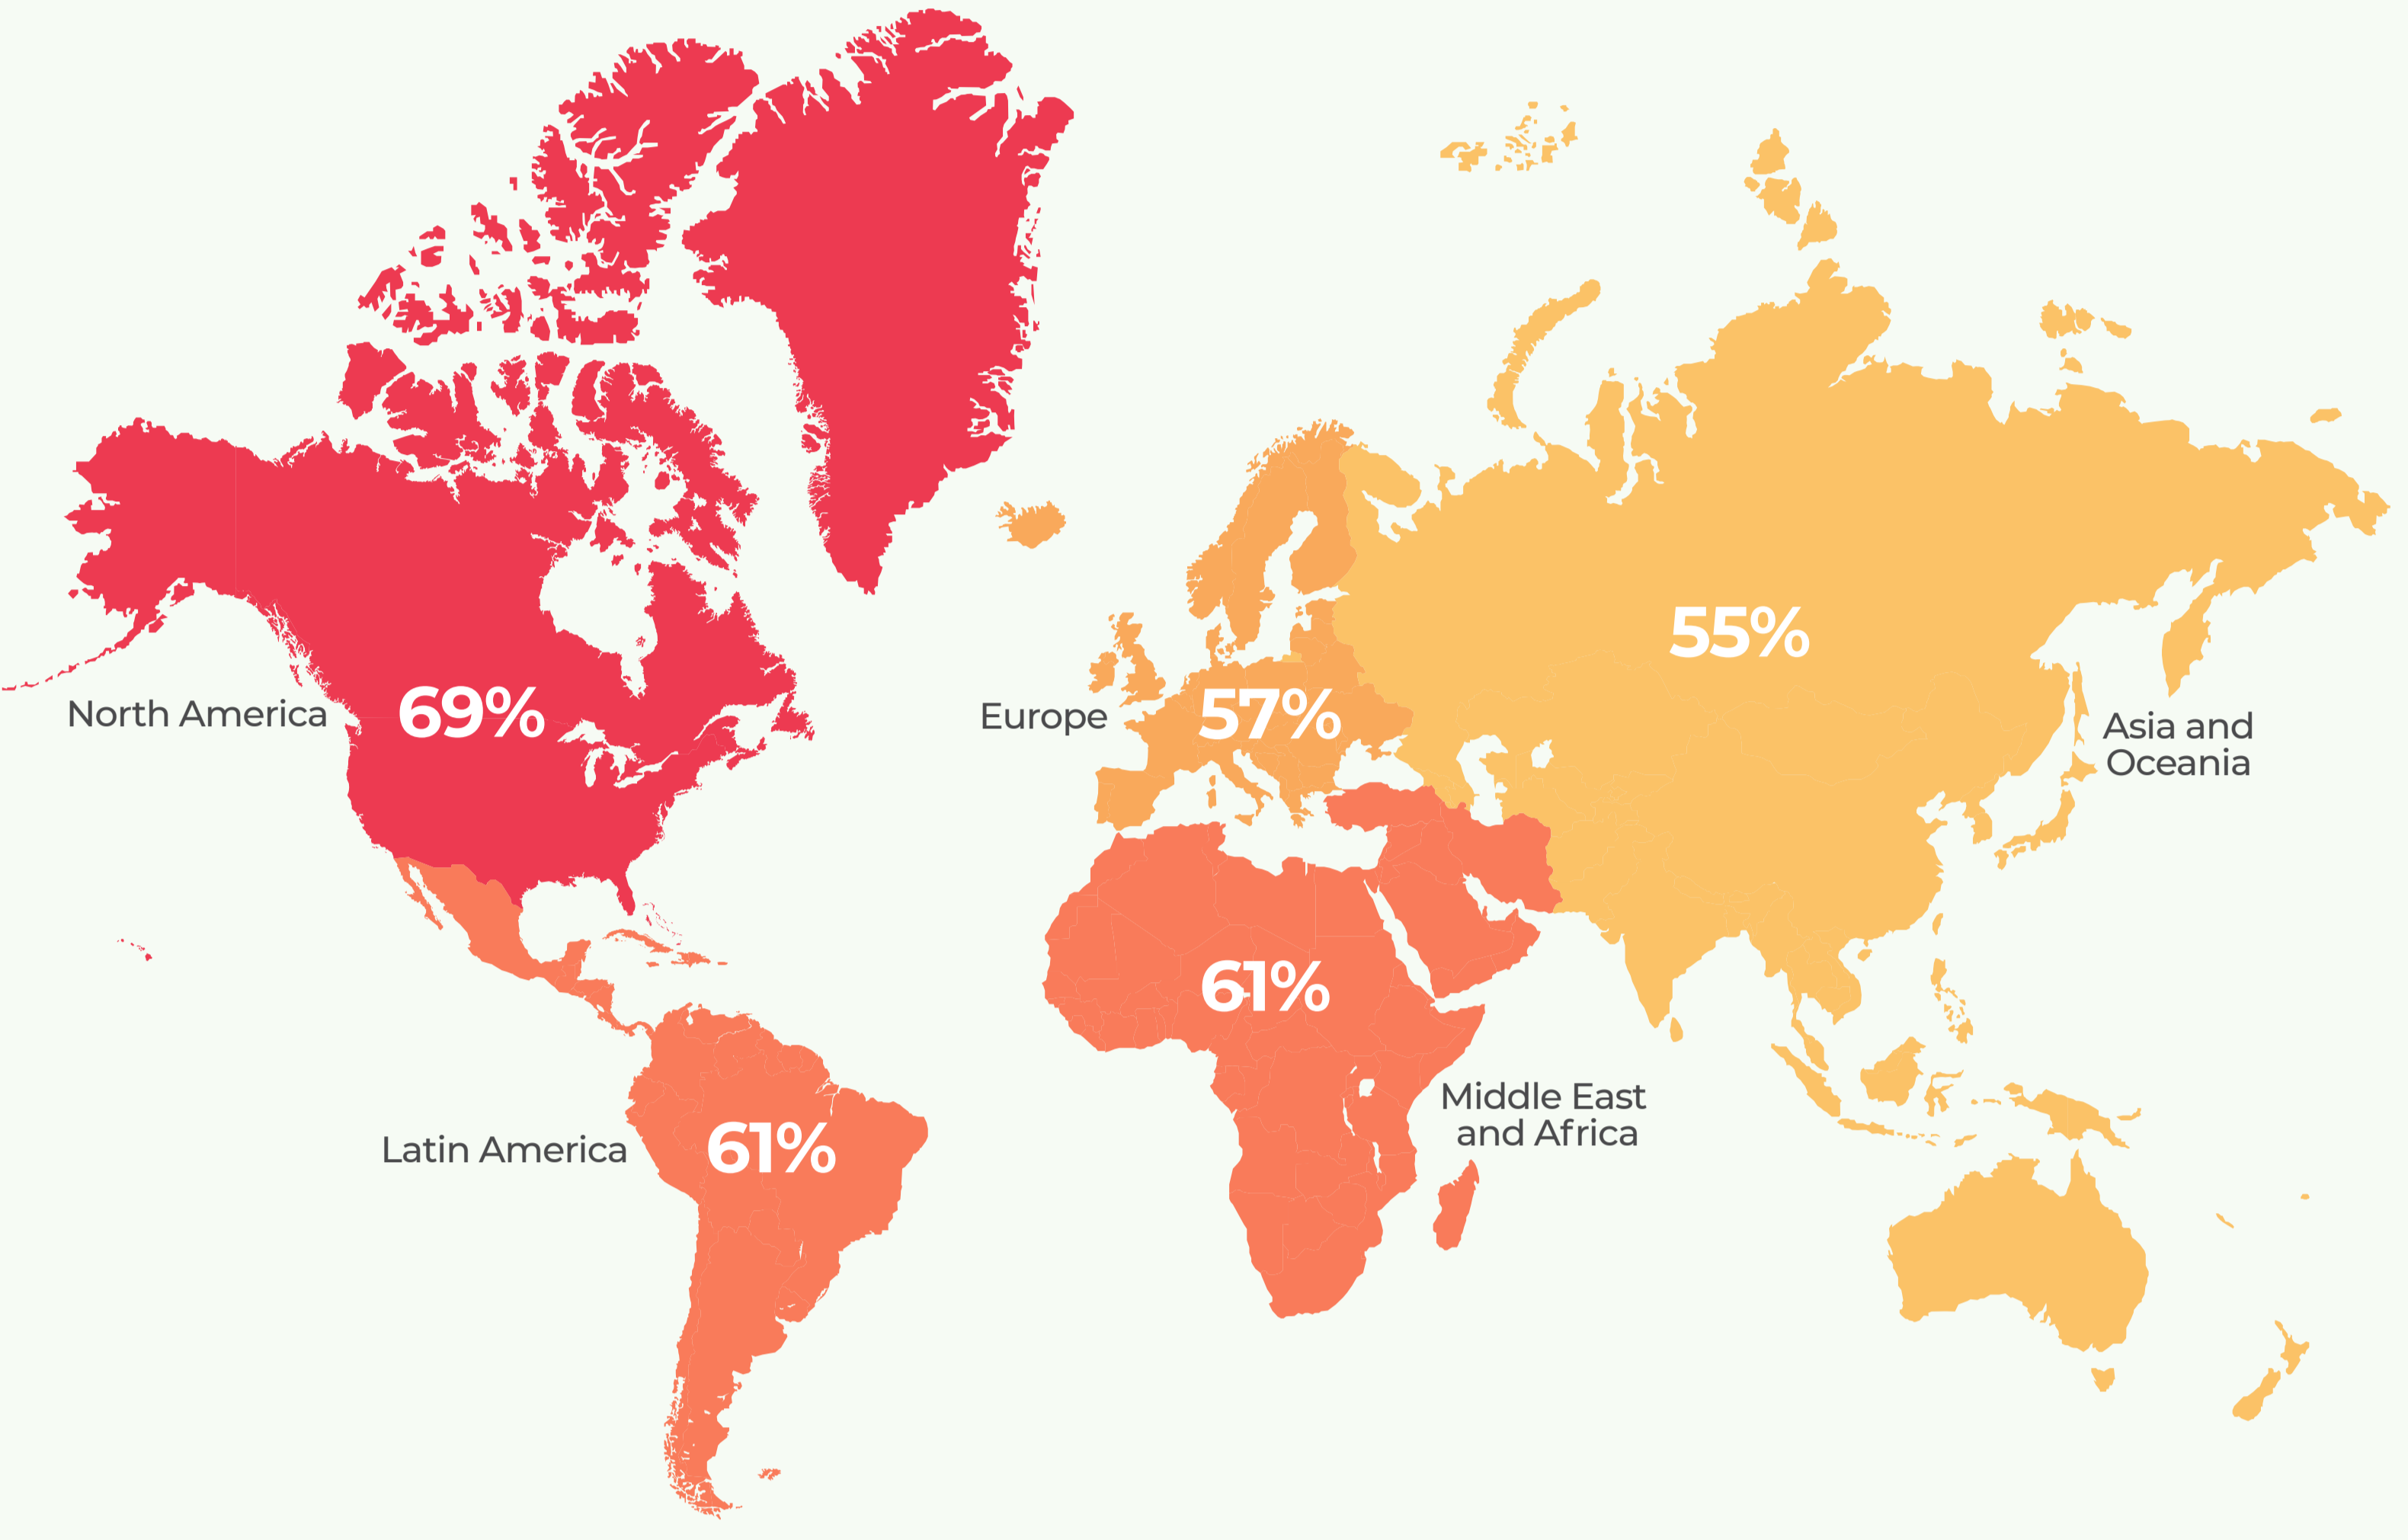 North America
69%
Europe
57%
55%
Asia and
Oceania
61%
Middle East
and Africa
Latin America
61%